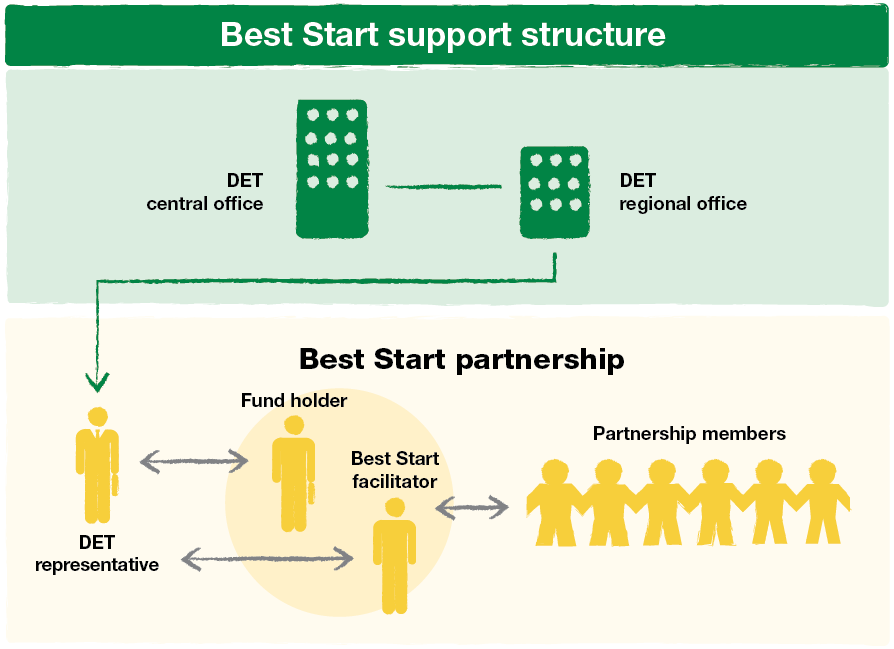 Best Start support structure
DET
central office
DET
regional office
Best Start partnership
Fund holder
Best Start
facilitator
Partnership members
DET
representative